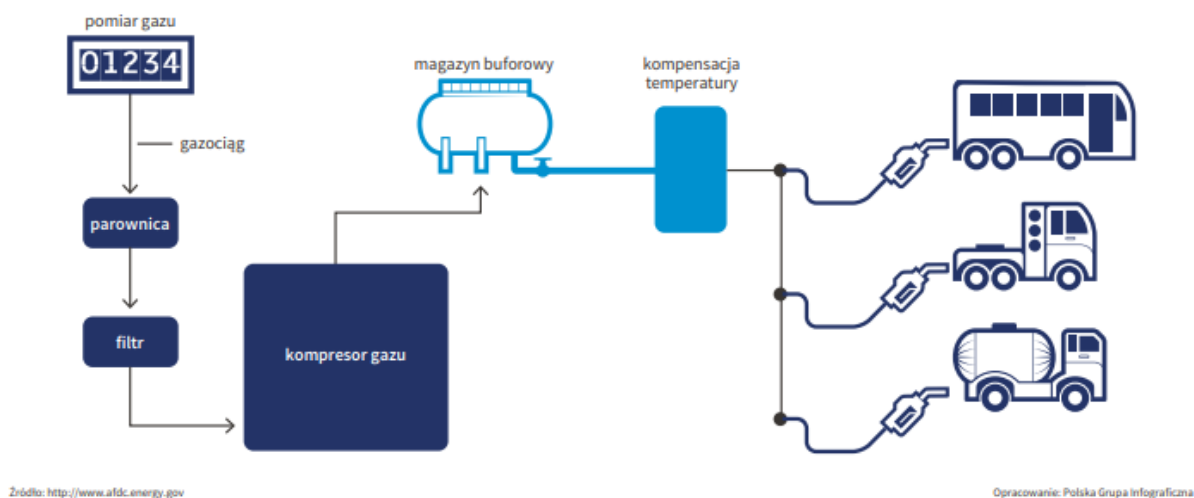 pomiar gazu
01234
gazociąg
parownica
filtr
kompresor gazu
magazyn buforowy
kompensacja
temperatury
Źródło: http://www.afdc.energy.gov
Opracowanie: Polska Grupa Infograficzna